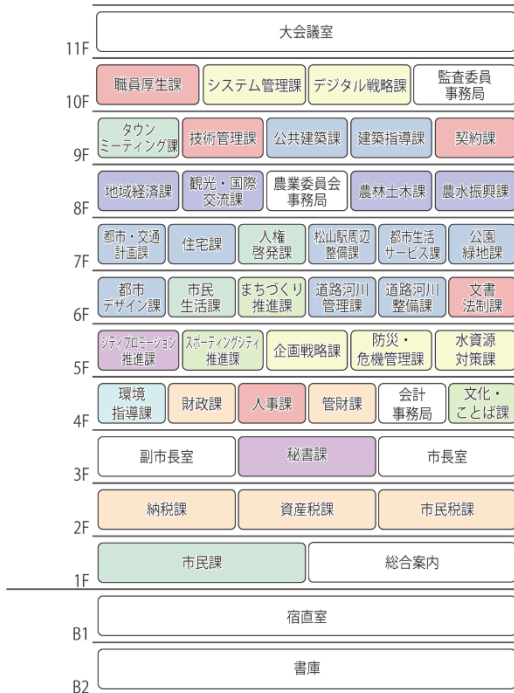 大会議室
11F
職員厚生課
システム管理課
デジタル戦略課
監査委員
事務局
10F
タウン
ミーティング課
技術管理課
公共建築課
建築指導課
契約課
9F
地域経済課
観光・国際
交流課
農業委員会
事務局
農林土木課
農水振興課
8F
都市・交通
計画課
住宅課
人権
啓発課
松山駅周辺
整備課
都市生活
サービス課
公園
緑地課
7F
都市
デザイン課
市民
生活課
まちづくり
推進課
道路河川
管理課
道路河川
整備課
文書
法制課
6F
シティプロモーション
推進課
スポーティングシティ
推進課
企画戦略課
防災・
危機管理課
水資源
対策課
5F
環境
指導課
財政課
人事課
管財課
会計
事務局
文化・
ことば課
4F
副市長室
秘書課
市長室
3F
納税課
資産税課
市民税課
2F
市民課
総合案内
1F
宿直室
B1
書庫
B2